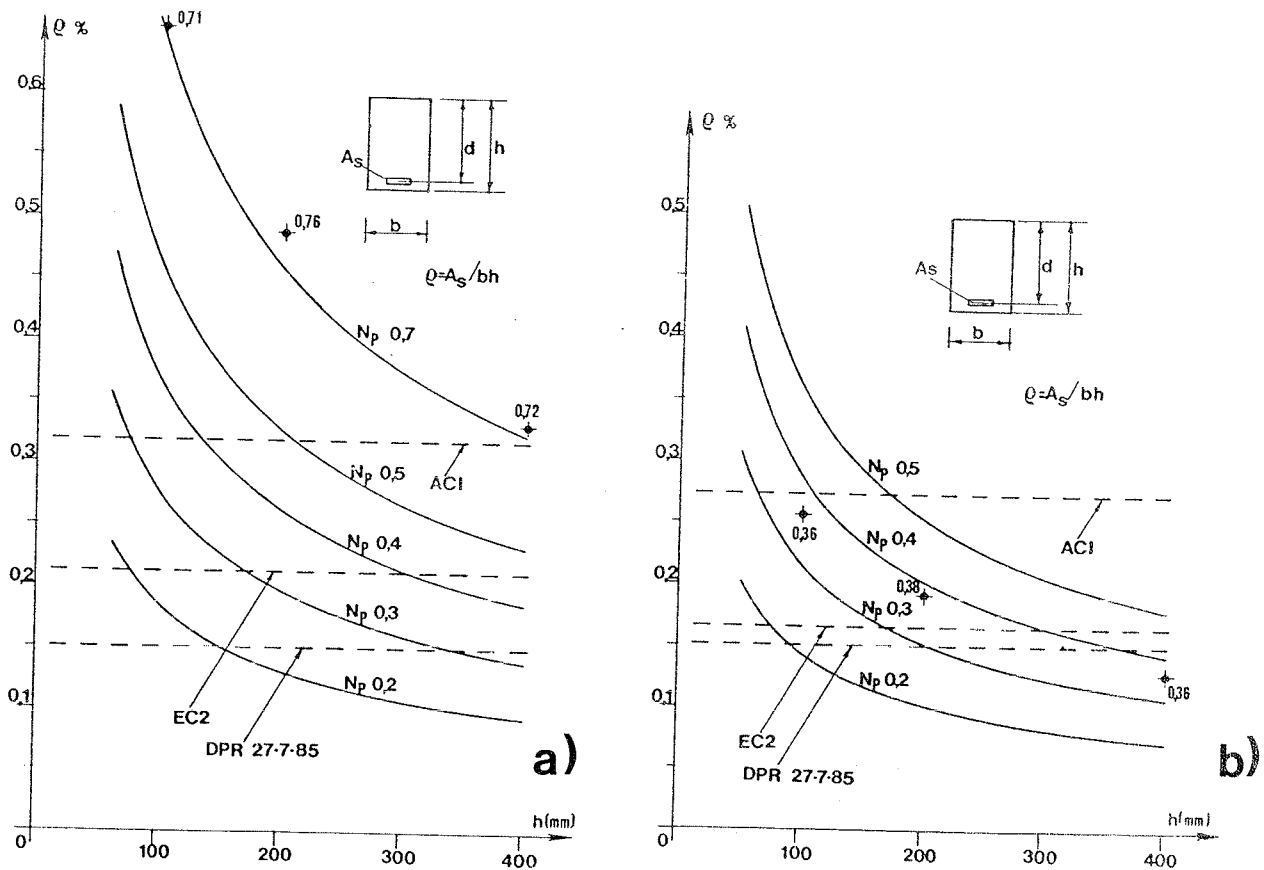 ϱ %
0,71
0,6
0,5
0,4
0,3
0,2
0,1
0
As
d
h
b
0,76
ϱ=As/bh
Np 0,7
0,72
ACI
Np 0,5
Np 0,4
Np 0,3
Np 0,2
EC2
DPR 27·7·85
a)
h(mm)
100
200
300
400
ϱ %
0,5
0,4
0,3
0,2
0,1
0
As
d
h
b
ϱ=As/bh
Np 0,5
ACI
0,36
Np 0,4
0,38
Np 0,3
Np 0,2
0,36
EC2
DPR 27·7·85
b)
h(mm)
100
200
300
400